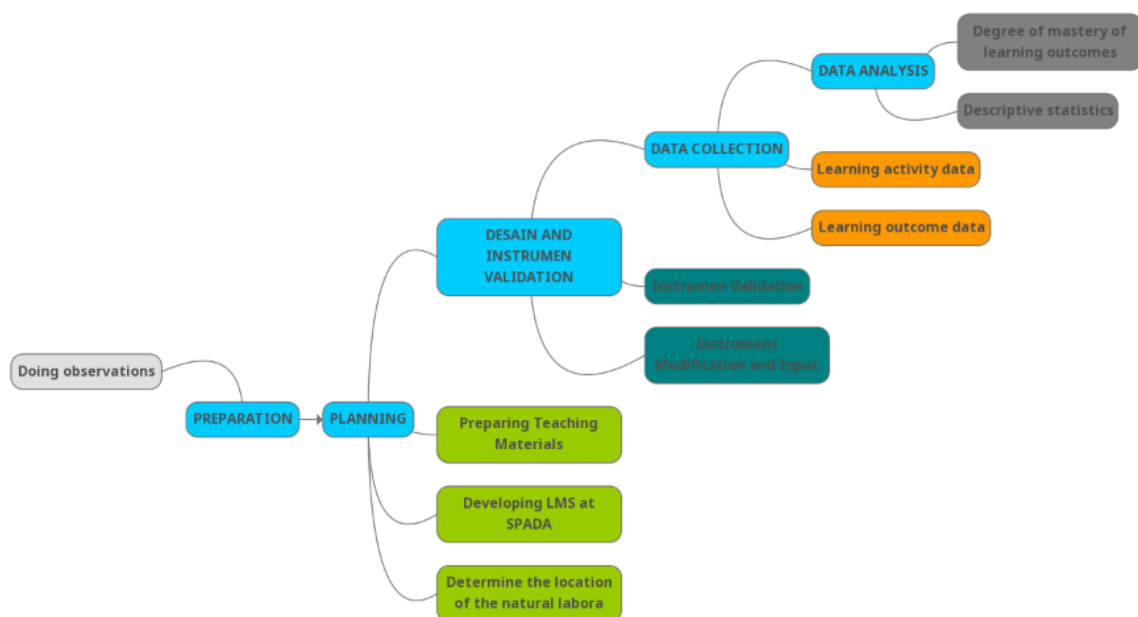 Degree of mastery of
learning outcomes
DATA ANALYSIS
Descriptive statistics
DATA COLLECTION
Learning activity data
Learning outcome data
DESAIN AND
INSTRUMEN
VALIDATION
Instrumen Validation
Instrument
Modification and Input
Doing observations
PREPARATION
PLANNING
Preparing Teaching
Materials
Developing LMS at
SPADA
Determine the location
of the natural labora